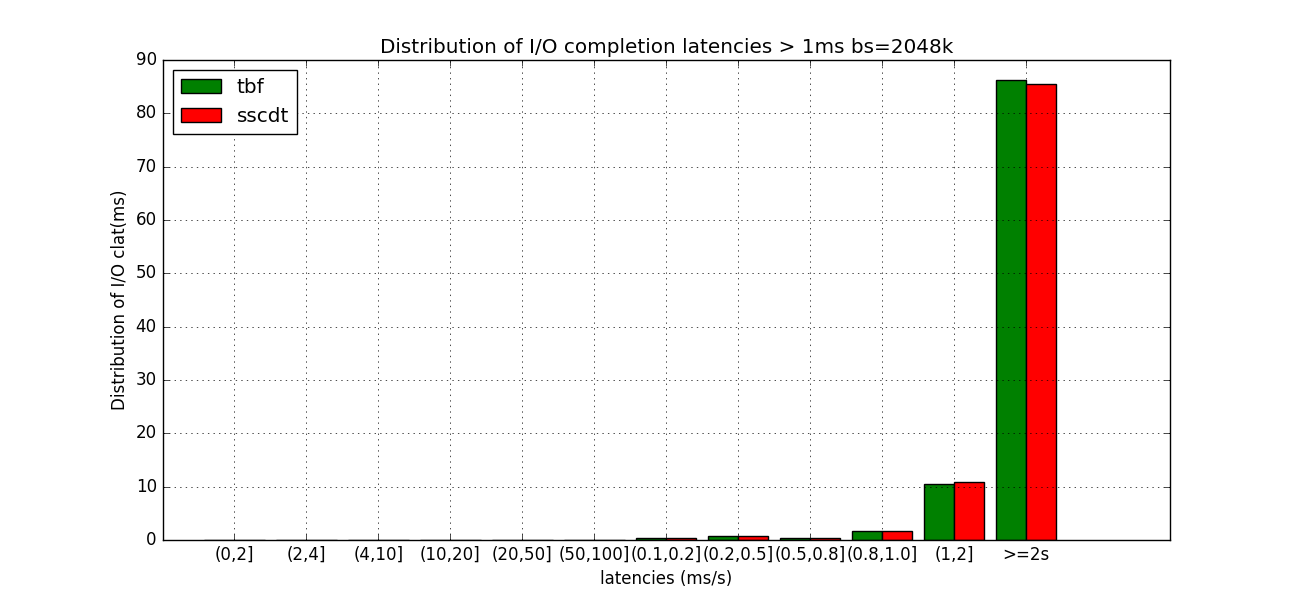 Distribution of I/O completion latencies > 1ms bs=2048k
90
80
70
60
50
40
30
20
10
0
tbf
sscdt
Distribution of I/O clat(ms)
(0,2] (2,4] (4,10] (10,20] (20,50] (50,100] (0.1,0.2] (0.2,0.5] (0.5,0.8] (0.8,1.0] (1,2] >=2s
latencies (ms/s)